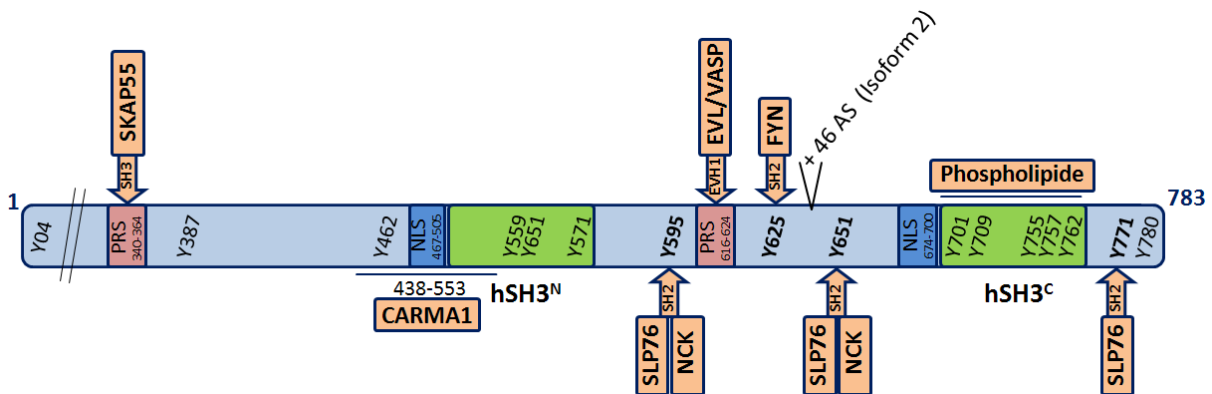 SKAP55
SH3
EVL/VASP
EVH1
FYN
SH2
+ 46 AS (Isoform 2)
Phospholipide
1
783
Y04
PRS
340-364
Y387
Y462
NLS
467-505
Y559
Y651
Y571
Y595
PRS
616-624
Y625
Y651
NLS
674-700
Y701
Y709
Y755
Y757
Y762
Y771
Y780
438-553
CARMA1
hSH3N
hSH3C
SH2
SLP76
NCK
SH2
SLP76
NCK
SH2
SLP76